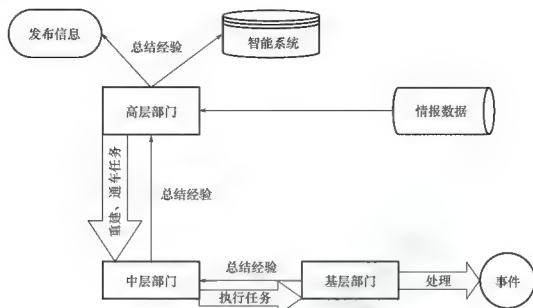 发布信息
总结经验
智能系统
高层部门
情报数据
重建、通车任务
总结经验
中层部门
总结经验
执行任务
基层部门
处理
事件